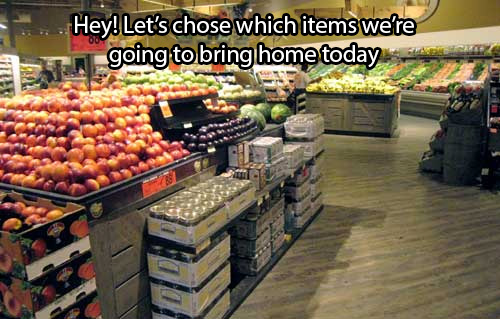 Hey! Let's chose which items we're
going to bring home today